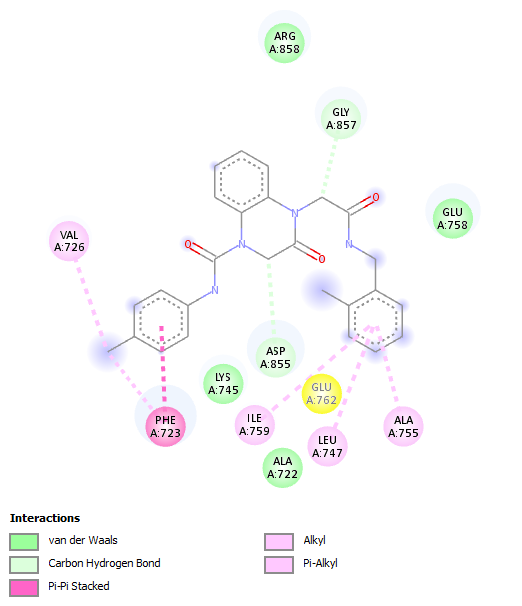 ARG
A:858
GLY
A:857
O
GLU
A:758
N
VAL
A:726
O
N
N
O
N
N
ASP
A:855
LYS
A:745
GLU
A:762
PHE
A:723
ILE
A:759
LEU
A:747
ALA
A:755
ALA
A:722
Interactions
van der Waals
Carbon Hydrogen Bond
Pi-Pi Stacked
Alkyl
Pi-Alkyl